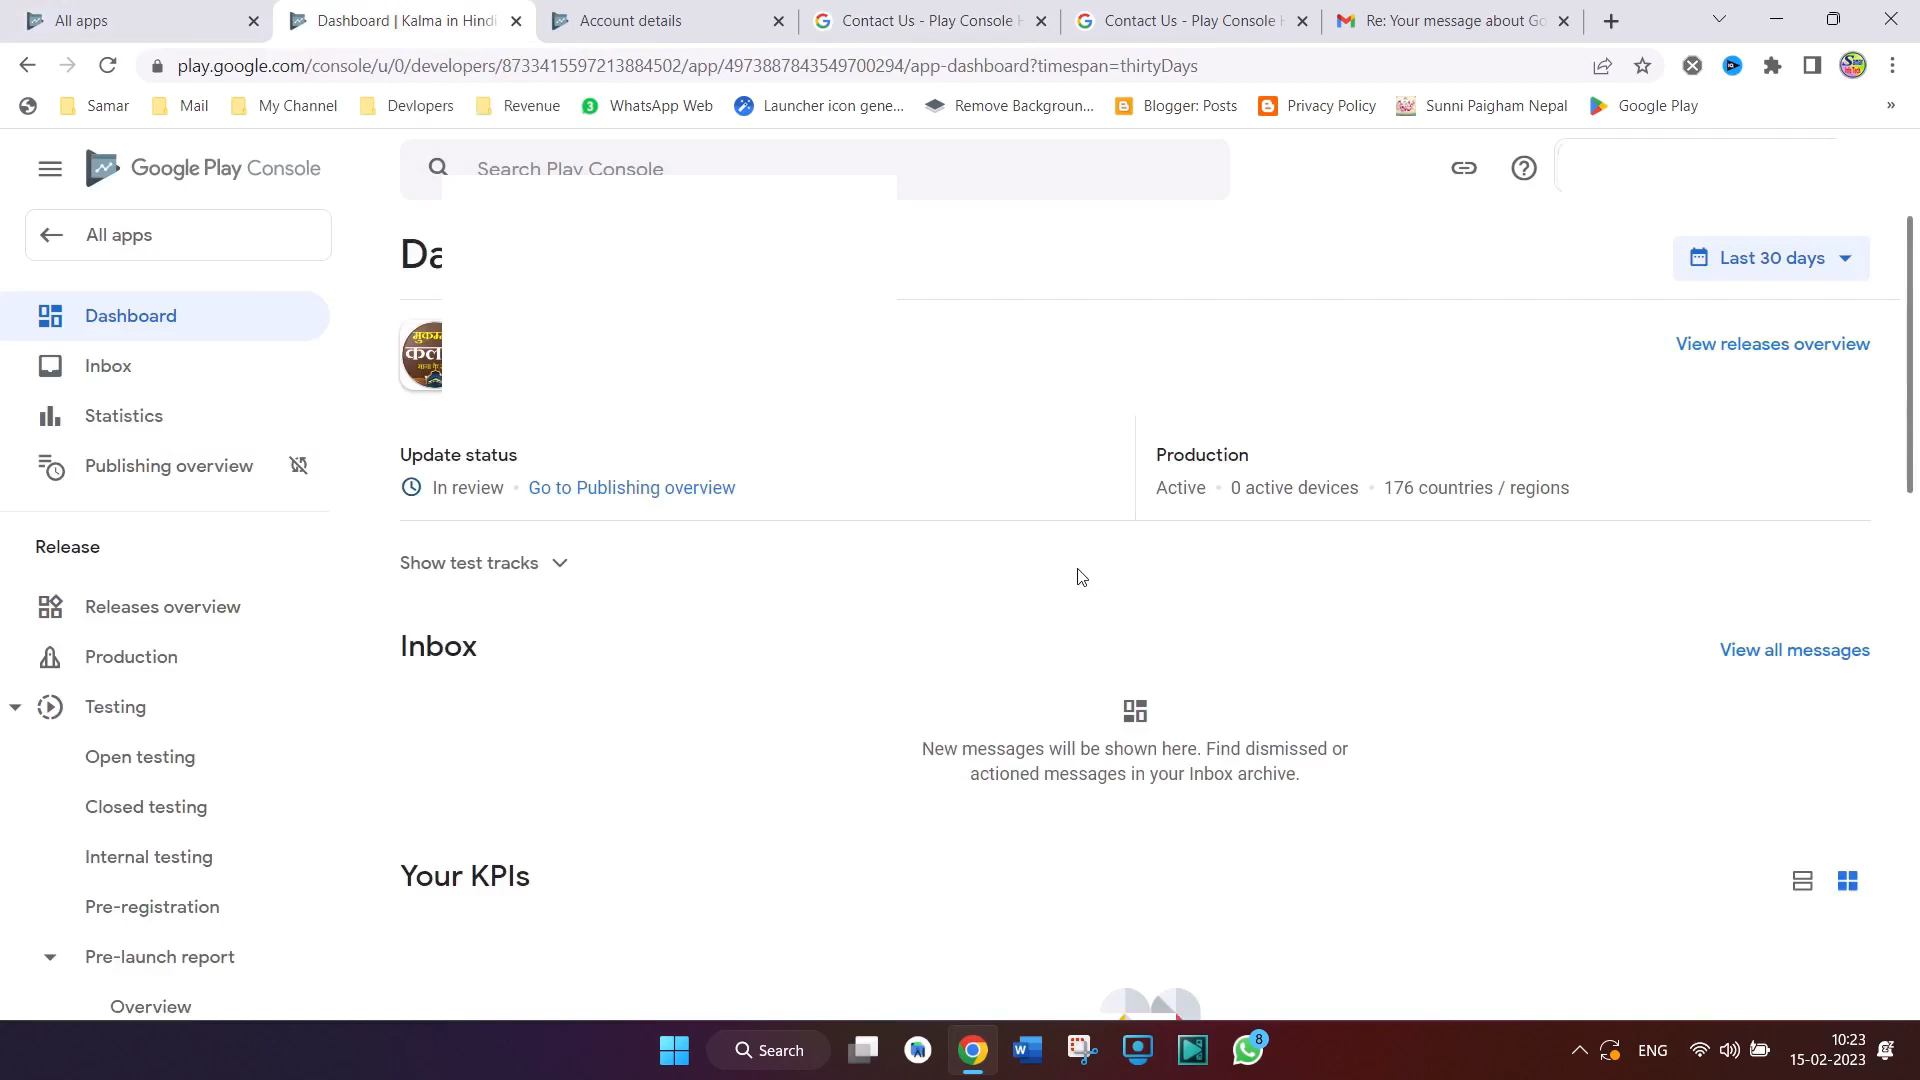 All apps
Dashboard | Kalma in Hindi
Account details
Contact Us - Play Console H
Contact Us - Play Console H
Re: Your message about Go
play.google.com/console/u/0/developers/8733415597213884502/app/4973887843549700294/app-dashboard?timespan=thirtyDays
Samar
Mail
My Channel
Devlopers
Revenue
WhatsApp Web
Launcher icon gene...
Remove Backgroun...
Blogger: Posts
Privacy Policy
Sunni Paigham Nepal
Google Play
»
Google Play Console
Search Play Console
All apps
Da
Last 30 days
Dashboard
View releases overview
Inbox
Statistics
Publishing overview
Update status
In review • Go to Publishing overview
Production
Active • 0 active devices • 176 countries / regions
Release
Show test tracks
Releases overview
Production
Testing
Open testing
Closed testing
Internal testing
Pre-registration
Pre-launch report
Overview
Inbox
View all messages
New messages will be shown here. Find dismissed or
actioned messages in your Inbox archive.
Your KPIs
Search
8
ENG
10:23
15-02-2023